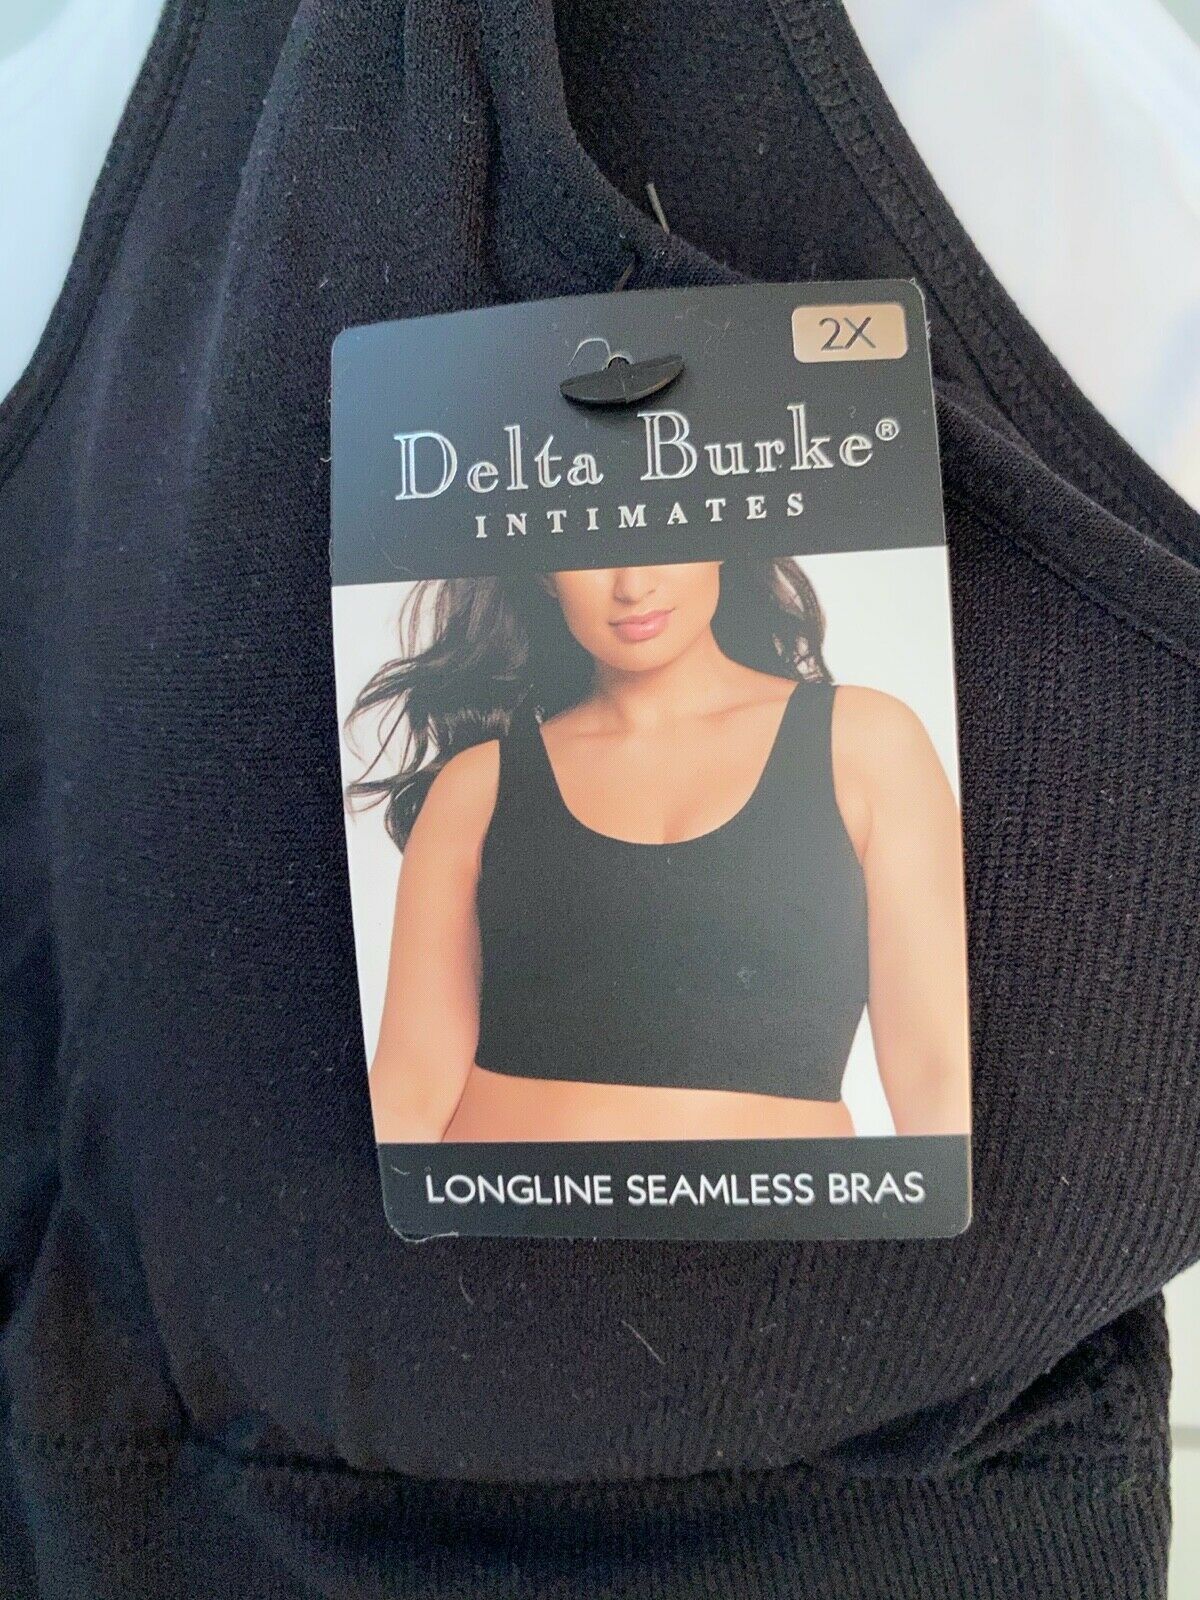 2X
Delta Burke®
INTIMATES
LONGLINE SEAMLESS BRAS